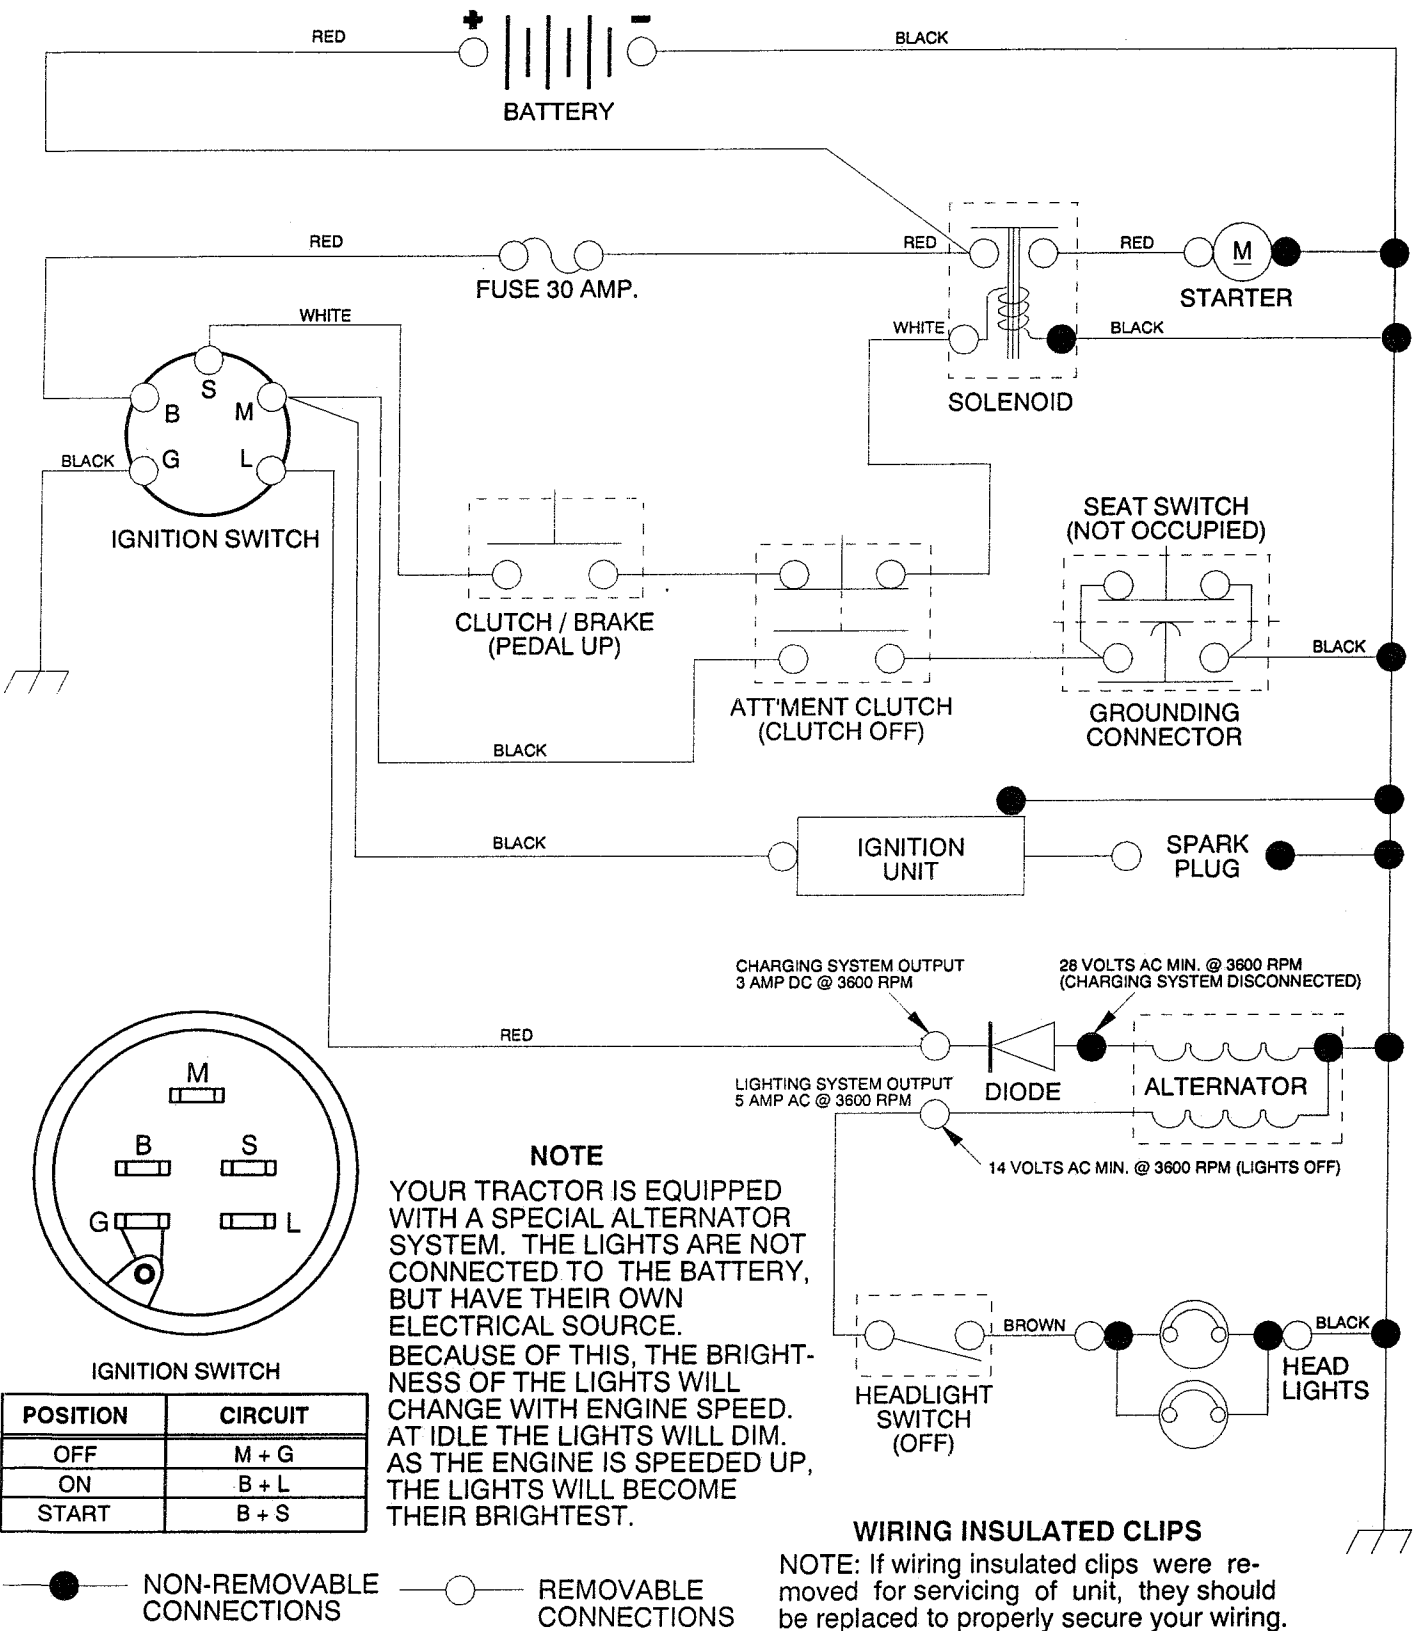 + -
RED
BLACK
BATTERY
RED
RED
RED
M
FUSE 30 AMP.
STARTER
WHITE
WHITE
BLACK
S
B
M
SOLENOID
BLACK
G
L
IGNITION SWITCH
SEAT SWITCH
(NOT OCCUPIED)
CLUTCH / BRAKE
(PEDAL UP)
BLACK
ATT'MENT CLUTCH
(CLUTCH OFF)
GROUNDING
CONNECTOR
BLACK
BLACK
IGNITION
UNIT
SPARK
PLUG
CHARGING SYSTEM OUTPUT
3 AMP DC @ 3600 RPM
28 VOLTS AC MIN. @ 3600 RPM
(CHARGING SYSTEM DISCONNECTED)
RED
DIODE
ALTERNATOR
LIGHTING SYSTEM OUTPUT
5 AMP AC @ 3600 RPM
14 VOLTS AC MIN. @ 3600 RPM (LIGHTS OFF)
M
B
S
G
L
IGNITION SWITCH
POSITION CIRCUIT
OFF M + G
ON B + L
START B + S
NOTE
YOUR TRACTOR IS EQUIPPED
WITH A SPECIAL ALTERNATOR
SYSTEM. THE LIGHTS ARE NOT
CONNECTED TO THE BATTERY,
BUT HAVE THEIR OWN
ELECTRICAL SOURCE.
BECAUSE OF THIS, THE BRIGHT-
NESS OF THE LIGHTS WILL
CHANGE WITH ENGINE SPEED.
AT IDLE THE LIGHTS WILL DIM.
AS THE ENGINE IS SPEEDED UP,
THE LIGHTS WILL BECOME
THEIR BRIGHTEST.
BROWN
BLACK
HEADLIGHT
SWITCH
(OFF)
HEAD
LIGHTS
WIRING INSULATED CLIPS
NOTE: If wiring insulated clips were re-
moved for servicing of unit, they should
be replaced to properly secure your wiring.
NON-REMOVABLE
CONNECTIONS
REMOVABLE
CONNECTIONS